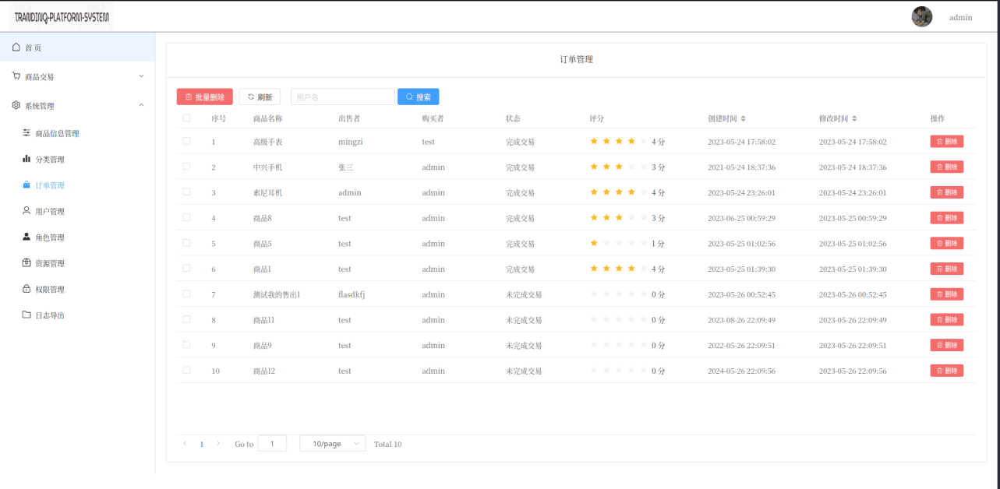 TRANDINQ-PLATFORM-SYSTEM
admin
首页
商品交易
系统管理
商品信息管理
分类管理
订单管理
用户管理
角色管理
资源管理
权限管理
日志导出
订单管理
批量删除 刷新 用户名 搜索
序号 商品名称 出售者 购买者 状态 评分 创建时间 修改时间 操作
1 高级手表 mingzi test 完成交易 4 分 2023-05-24 17:58:02 2023-05-24 17:58:02 删除
2 中兴手机 张三 admin 完成交易 3 分 2021-05-24 18:37:36 2023-05-24 18:37:36 删除
3 索尼耳机 admin admin 完成交易 4 分 2023-05-24 23:26:01 2023-05-24 23:26:01 删除
4 商品8 test admin 完成交易 3 分 2023-06-25 00:59:29 2023-05-25 00:59:29 删除
5 商品5 test admin 完成交易 1 分 2023-05-25 01:02:56 2023-05-25 01:02:56 删除
6 商品1 test admin 完成交易 4 分 2023-05-25 01:39:30 2023-05-25 01:39:30 删除
7 测试我的售出1 flasdkfj admin 未完成交易 0 分 2023-05-26 00:52:45 2023-05-26 00:52:45 删除
8 商品11 test admin 未完成交易 0 分 2023-08-26 22:09:49 2023-05-26 22:09:49 删除
9 商品9 test admin 未完成交易 0 分 2022-05-26 22:09:51 2023-05-26 22:09:51 删除
10 商品12 test admin 未完成交易 0 分 2024-05-26 22:09:56 2023-05-26 22:09:56 删除
1 Go to 1 10/page Total 10